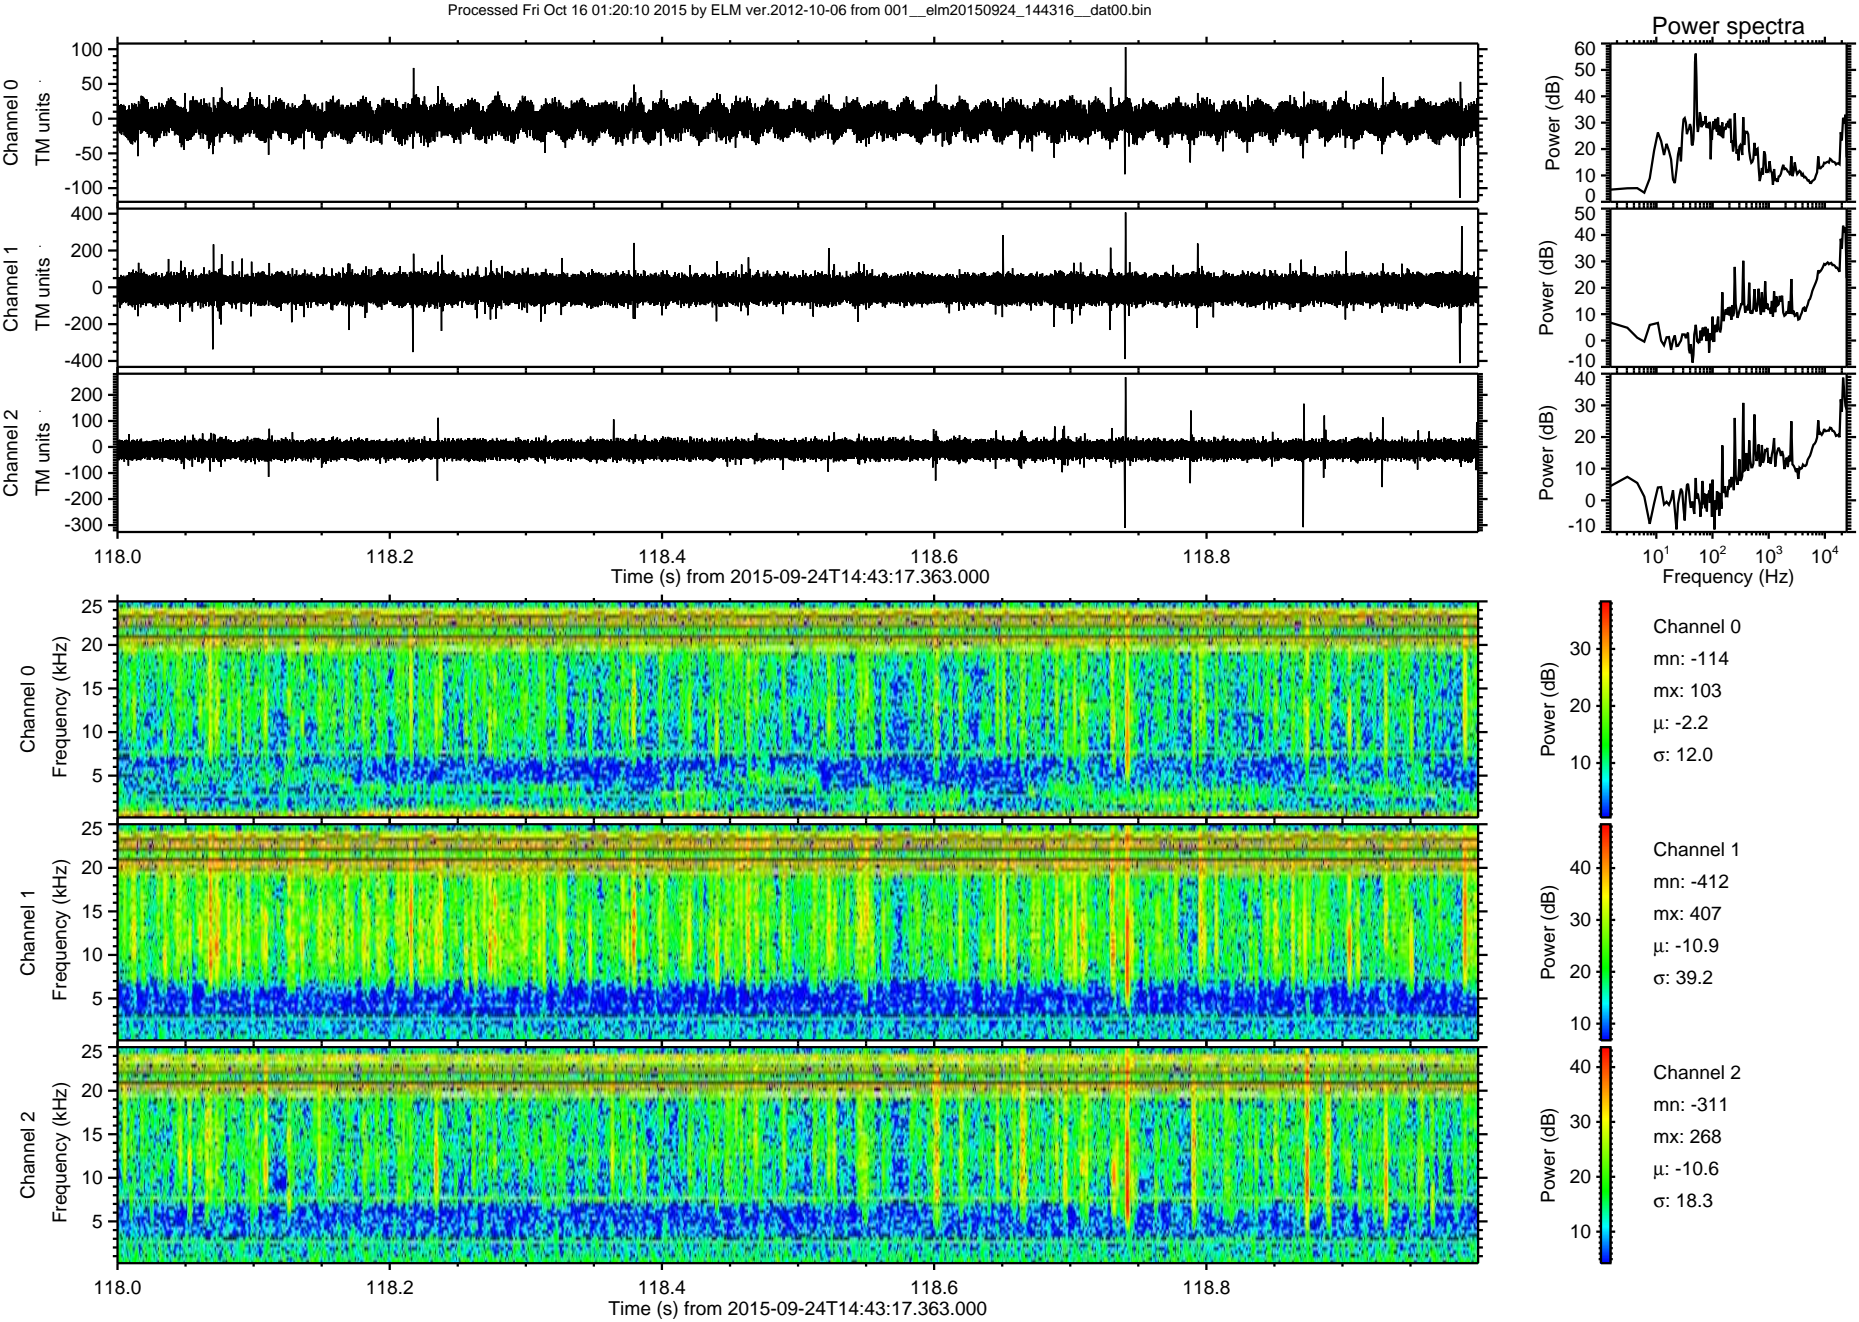 Processed Fri Oct 16 01:20:10 2015 by ELM ver.2012-10-06 from 001__elm20150924_144316__dat00.bin
Power spectra
Channel 0
TM units
100
50
0
-50
-100
Power (dB)
60
50
40
30
20
10
0
Channel 1
TM units
400
200
0
-200
-400
Power (dB)
50
40
30
20
10
0
-10
Channel 2
TM units
200
100
0
-100
-200
-300
Power (dB)
40
30
20
10
0
-10
118.0 118.2 118.4 118.6 118.8
Time (s) from 2015-09-24T14:43:17.363.000
10¹ 10² 10³ 10⁴
Frequency (Hz)
Channel 0
Frequency (kHz)
25
20
15
10
5
Power (dB)
30
20
10
Channel 0
mn: -114
mx: 103
μ: -2.2
σ: 12.0
Channel 1
Frequency (kHz)
25
20
15
10
5
Power (dB)
40
30
20
10
Channel 1
mn: -412
mx: 407
μ: -10.9
σ: 39.2
Channel 2
Frequency (kHz)
25
20
15
10
5
Power (dB)
40
30
20
10
Channel 2
mn: -311
mx: 268
μ: -10.6
σ: 18.3
118.0 118.2 118.4 118.6 118.8
Time (s) from 2015-09-24T14:43:17.363.000